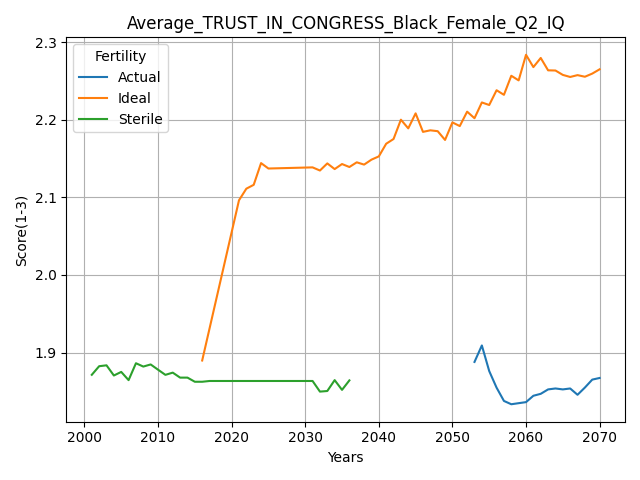 Average_TRUST_IN_CONGRESS_Black_Female_Q2_IQ
Fertility
Actual
Ideal
Sterile
Score(1-3)
2.3
2.2
2.1
2.0
1.9
2000 2010 2020 2030 2040 2050 2060 2070
Years